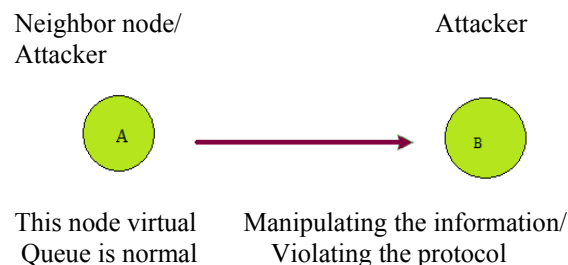 Neighbor node/ Attacker
Attacker
A
B
This node virtual Manipulating the information/
Queue is normal Violating the protocol